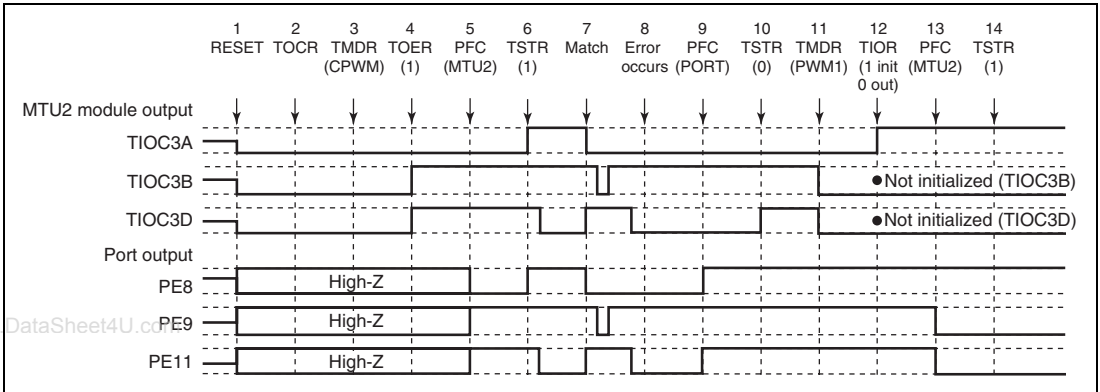 1 2 3 4 5 6 7 8 9 10 11 12 13 14
RESET TOCR TMDR TOER PFC TSTR Match Error PFC TSTR TMDR TIOR PFC TSTR
(CPWM) (1) (MTU2) (1) occurs (PORT) (0) (PWM1) (1 init (MTU2) (1)
0 out)
MTU2 module output
TIOC3A
TIOC3B
●Not initialized (TIOC3B)
TIOC3D
●Not initialized (TIOC3D)
Port output
PE8
High-Z
DataSheet4U.com
PE9
High-Z
PE11
High-Z